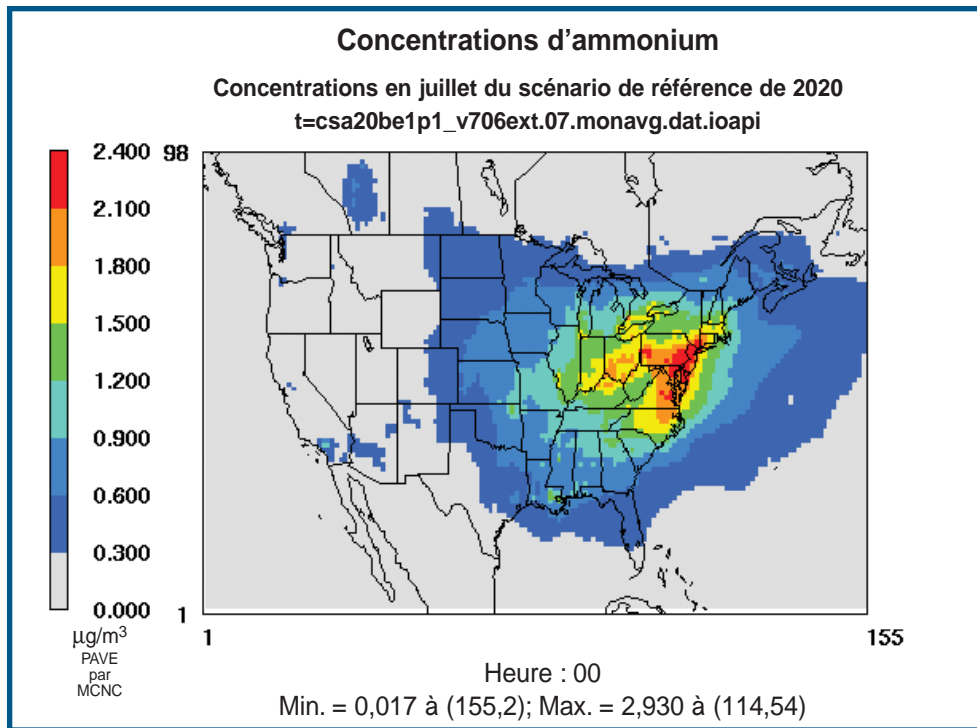 Concentrations d'ammonium
Concentrations en juillet du scénario de référence de 2020
t=csa20be1p1_v706ext.07.monavg.dat.ioapi
2.400
2.100
1.800
1.500
1.200
0.900
0.600
0.300
0.000
µg/m³
PAVE
par
MCNC
98
1
1
155
Heure : 00
Min. = 0,017 à (155,2); Max. = 2,930 à (114,54)